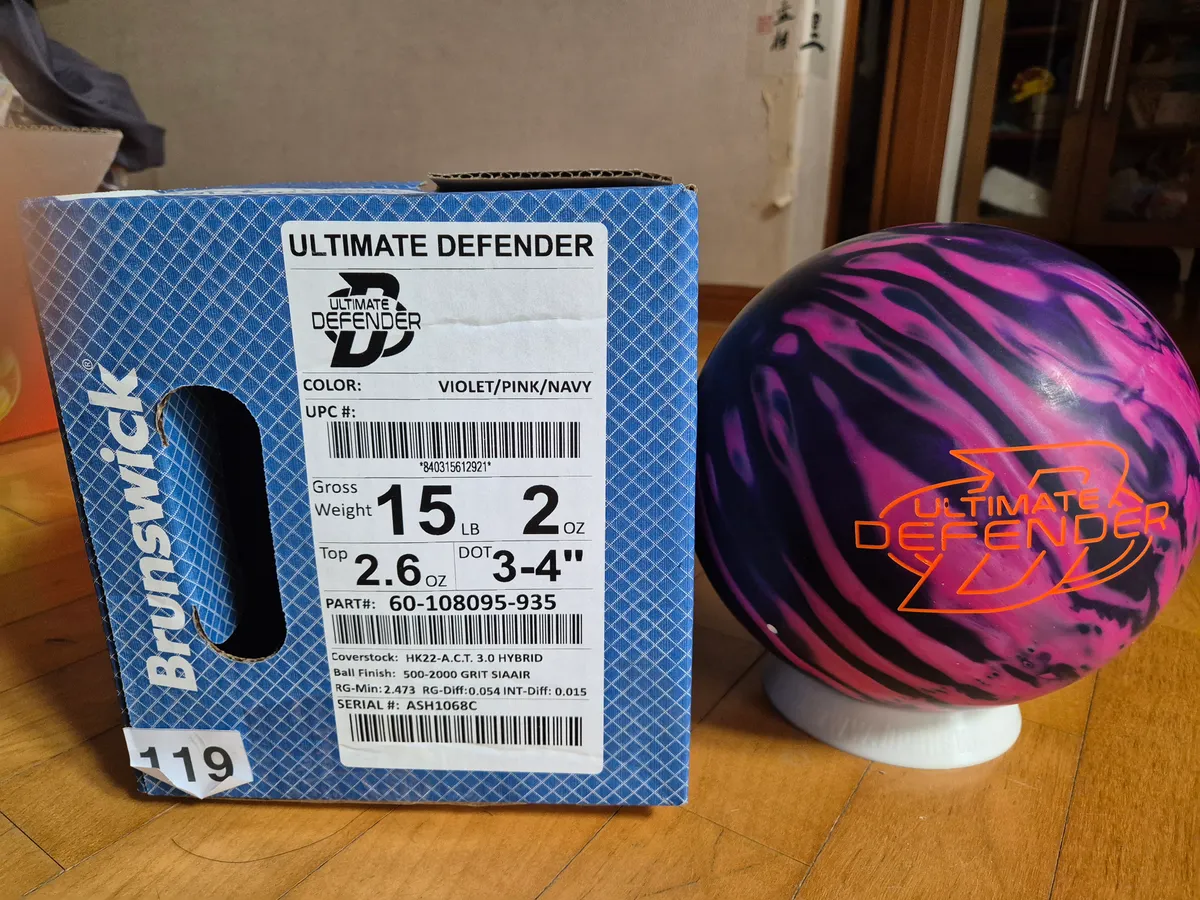 ULTIMATE DEFENDER
ULTIMATE
DEFENDER
COLOR: VIOLET/PINK/NAVY
UPC #:
*840315612921*
Gross Weight 15 LB 2 OZ
Top 2.6 OZ DOT 3-4"
PART#: 60-108095-935
Coverstock: HK22-A.C.T. 3.0 HYBRID
Ball Finish: 500-2000 GRIT SIAAIR
RG-Min: 2.473 RG-Diff: 0.054 INT-Diff: 0.015
SERIAL #: ASH1068C
Brunswick®
119
ULTIMATE
DEFENDER